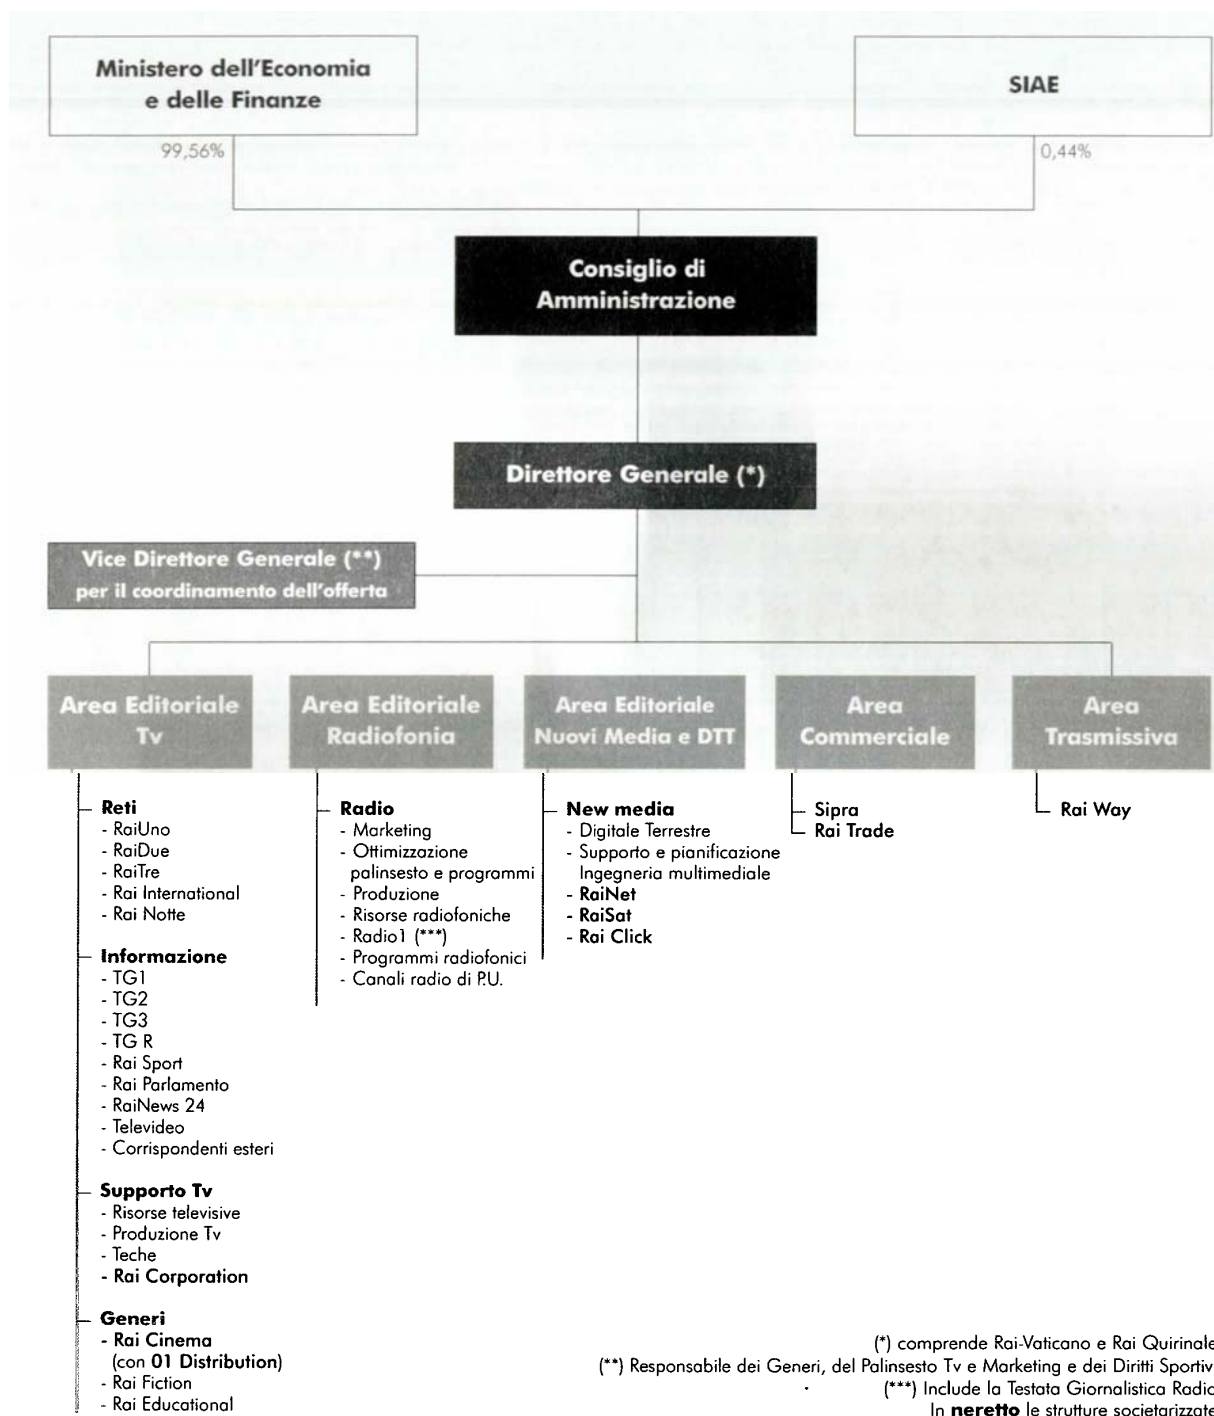 Ministero dell'Economia
e delle Finanze
SIAE
99,56%
0,44%
Consiglio di
Amministrazione
Direttore Generale (*)
Vice Direttore Generale (**)
per il coordinamento dell'offerta
Area Editoriale
Tv
Area Editoriale
Radiofonia
Area Editoriale
Nuovi Media e DTT
Area
Commerciale
Area
Trasmissiva
Reti
- RaiUno
- RaiDue
- RaiTre
- Rai International
- Rai Notte
Informazione
- TG1
- TG2
- TG3
- TG R
- Rai Sport
- Rai Parlamento
- RaiNews 24
- Televideo
- Corrispondenti esteri
Supporto Tv
- Risorse televisive
- Produzione Tv
- Teche
- Rai Corporation
Generi
- Rai Cinema
(con 01 Distribution)
- Rai Fiction
- Rai Educational
Radio
- Marketing
- Ottimizzazione
palinsesto e programmi
- Produzione
- Risorse radiofoniche
- Radio1 (***)
- Programmi radiofonici
- Canali radio di P.U.
New media
- Digitale Terrestre
- Supporto e pianificazione
Ingegneria multimediale
- RaiNet
- RaiSat
- Rai Click
Sipra
Rai Trade
Rai Way
(*) comprende Rai-Vaticano e Rai Quirinale
(**) Responsabile dei Generi, del Palinsesto Tv e Marketing e dei Diritti Sportivi
(***) Include la Testata Giornalistica Radio
In neretto le strutture societarizzate